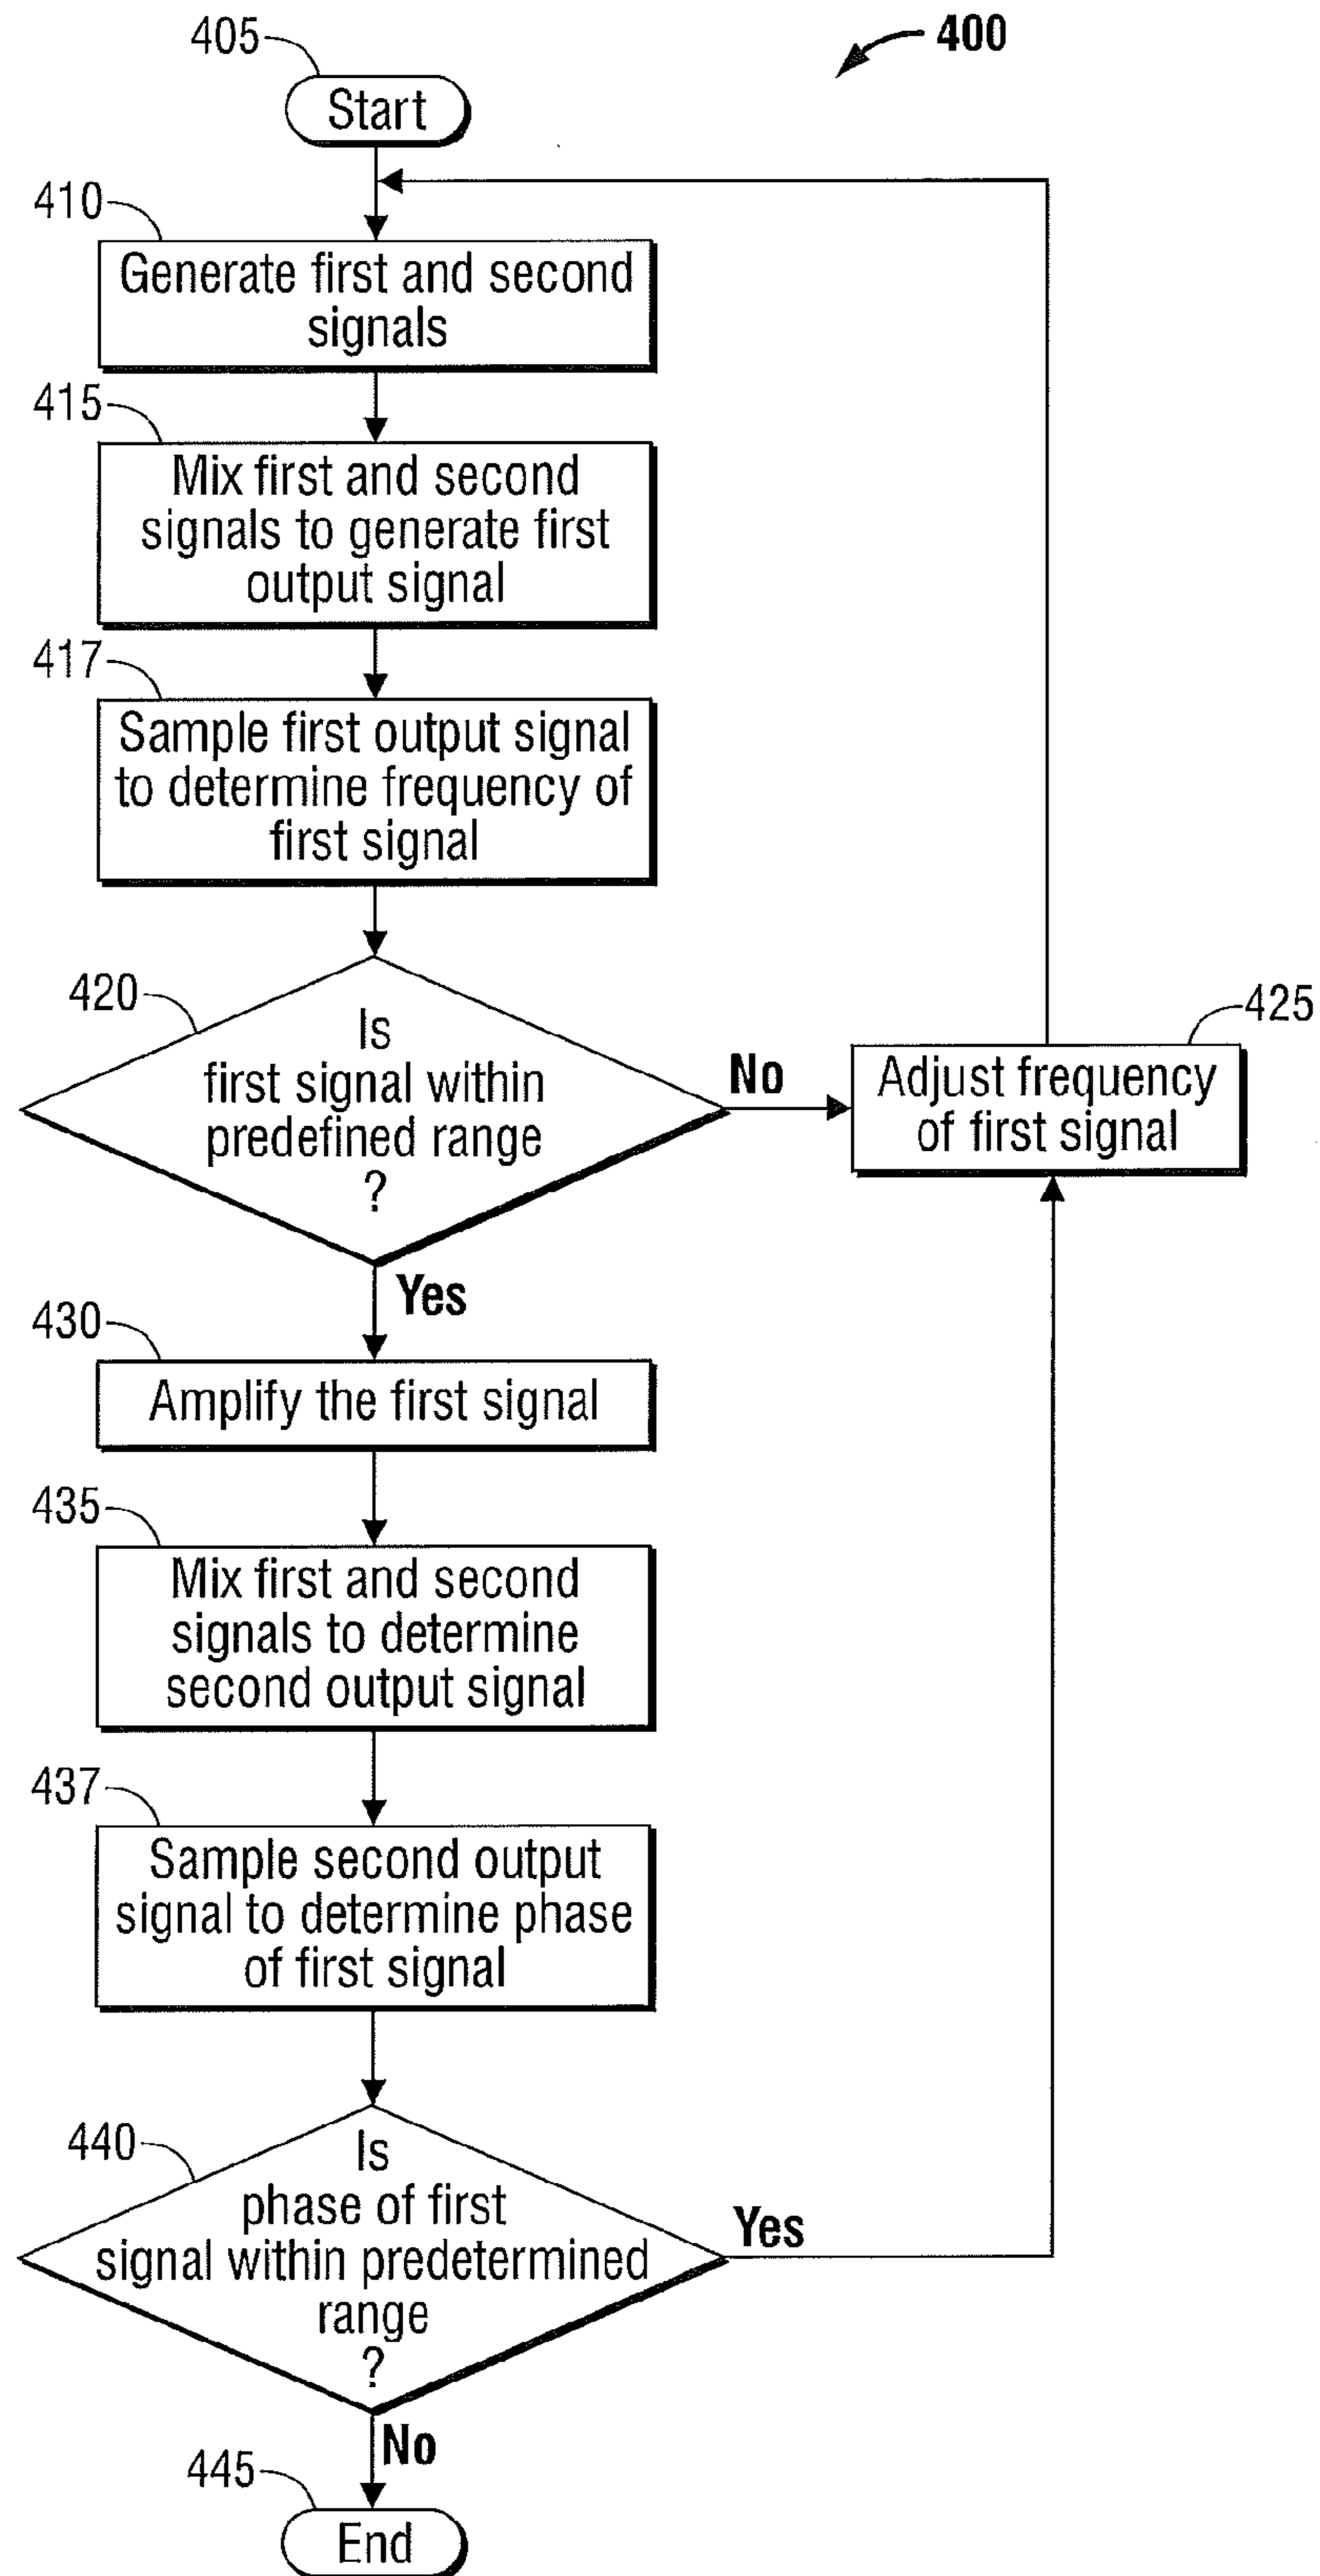 405
400
Start
410
Generate first and second
signals
415
Mix first and second
signals to generate first
output signal
417
Sample first output signal
to determine frequency of
first signal
420
Is
first signal within
predefined range
?
No
425
Adjust frequency
of first signal
Yes
430
Amplify the first signal
435
Mix first and second
signals to determine
second output signal
437
Sample second output
signal to determine phase
of first signal
440
Is
phase of first
signal within predetermined
range
?
Yes
No
445
End